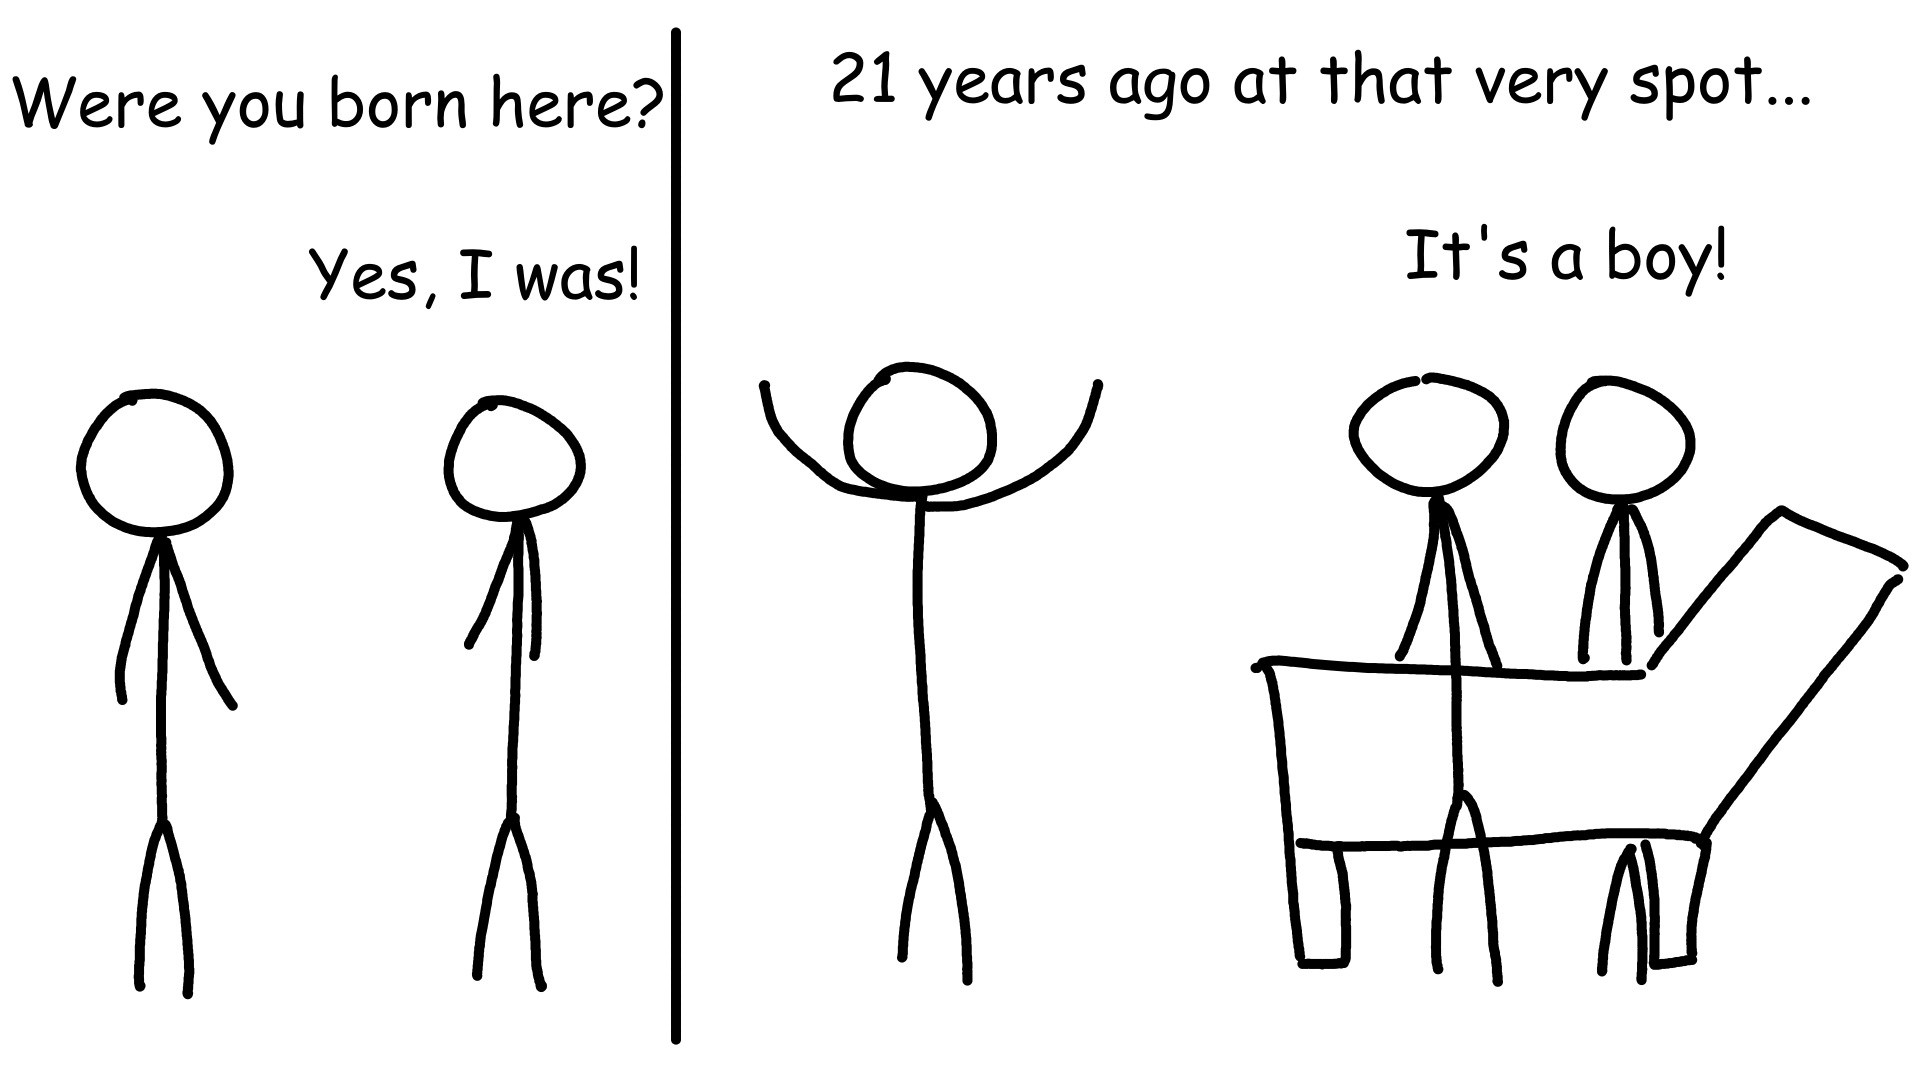 Were you born here?
Yes, I was!
21 years ago at that very spot...
It's a boy!